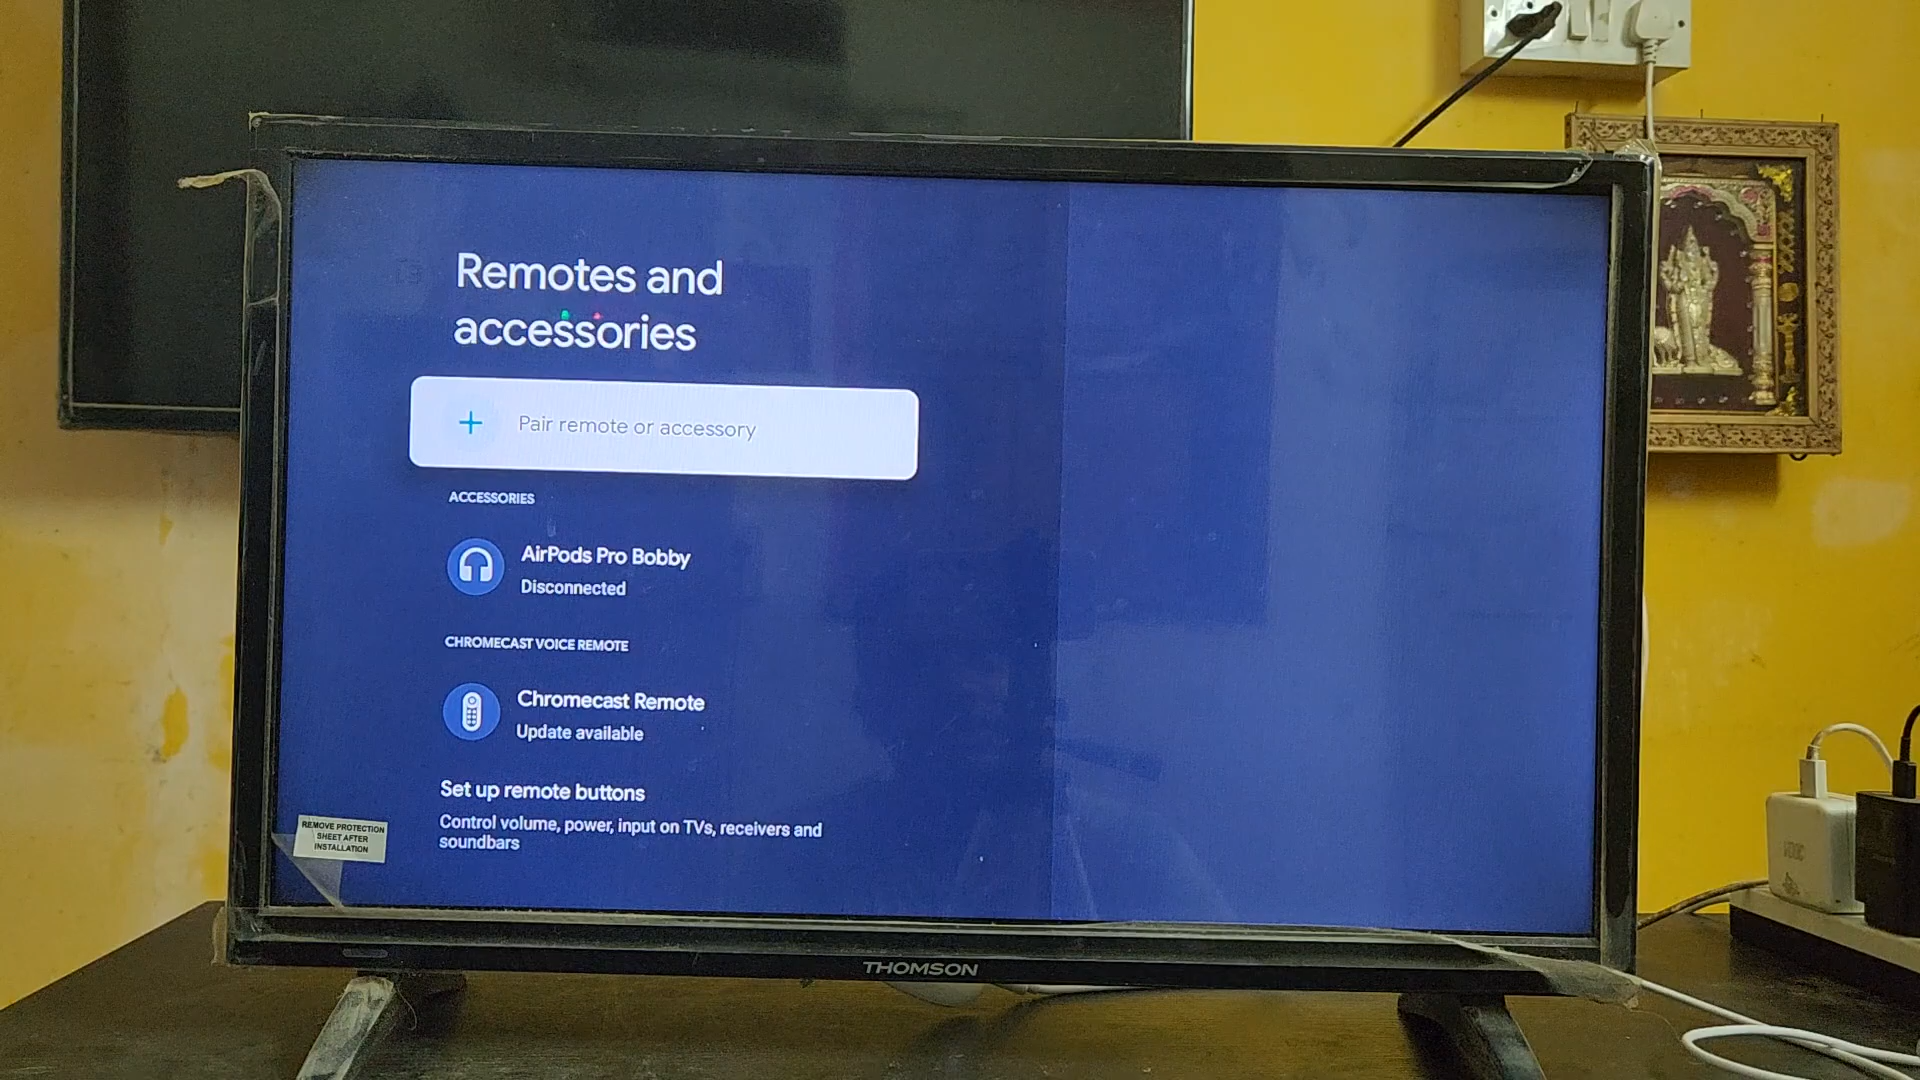 Remotes and
accessories
Pair remote or accessory
ACCESSORIES
AirPods Pro Bobby
Disconnected
CHROMECAST VOICE REMOTE
Chromecast Remote
Update available
Set up remote buttons
Control volume, power, input on TVs, receivers and
soundbars
REMOVE PROTECTION
SHEET AFTER
INSTALLATION
THOMSON